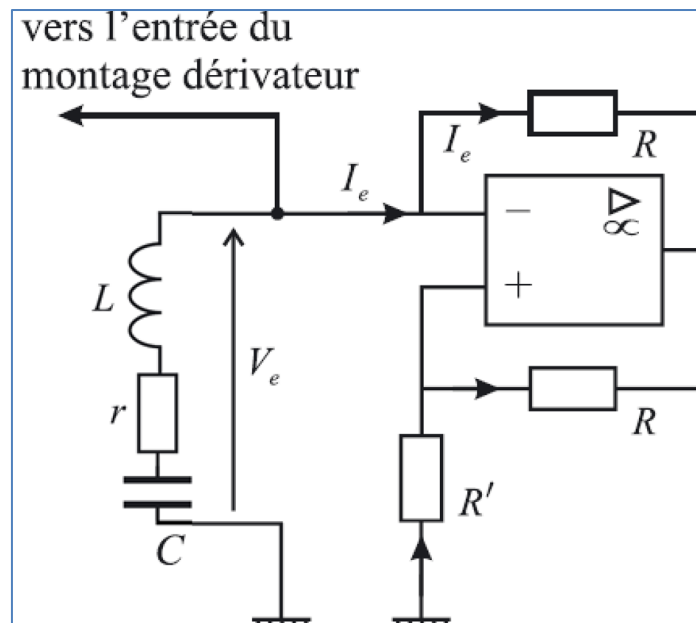 vers l'entrée du
montage dérivateur
I_e
I_e
R
− ▷ ∞
+
L
V_e
r
R
R′
C